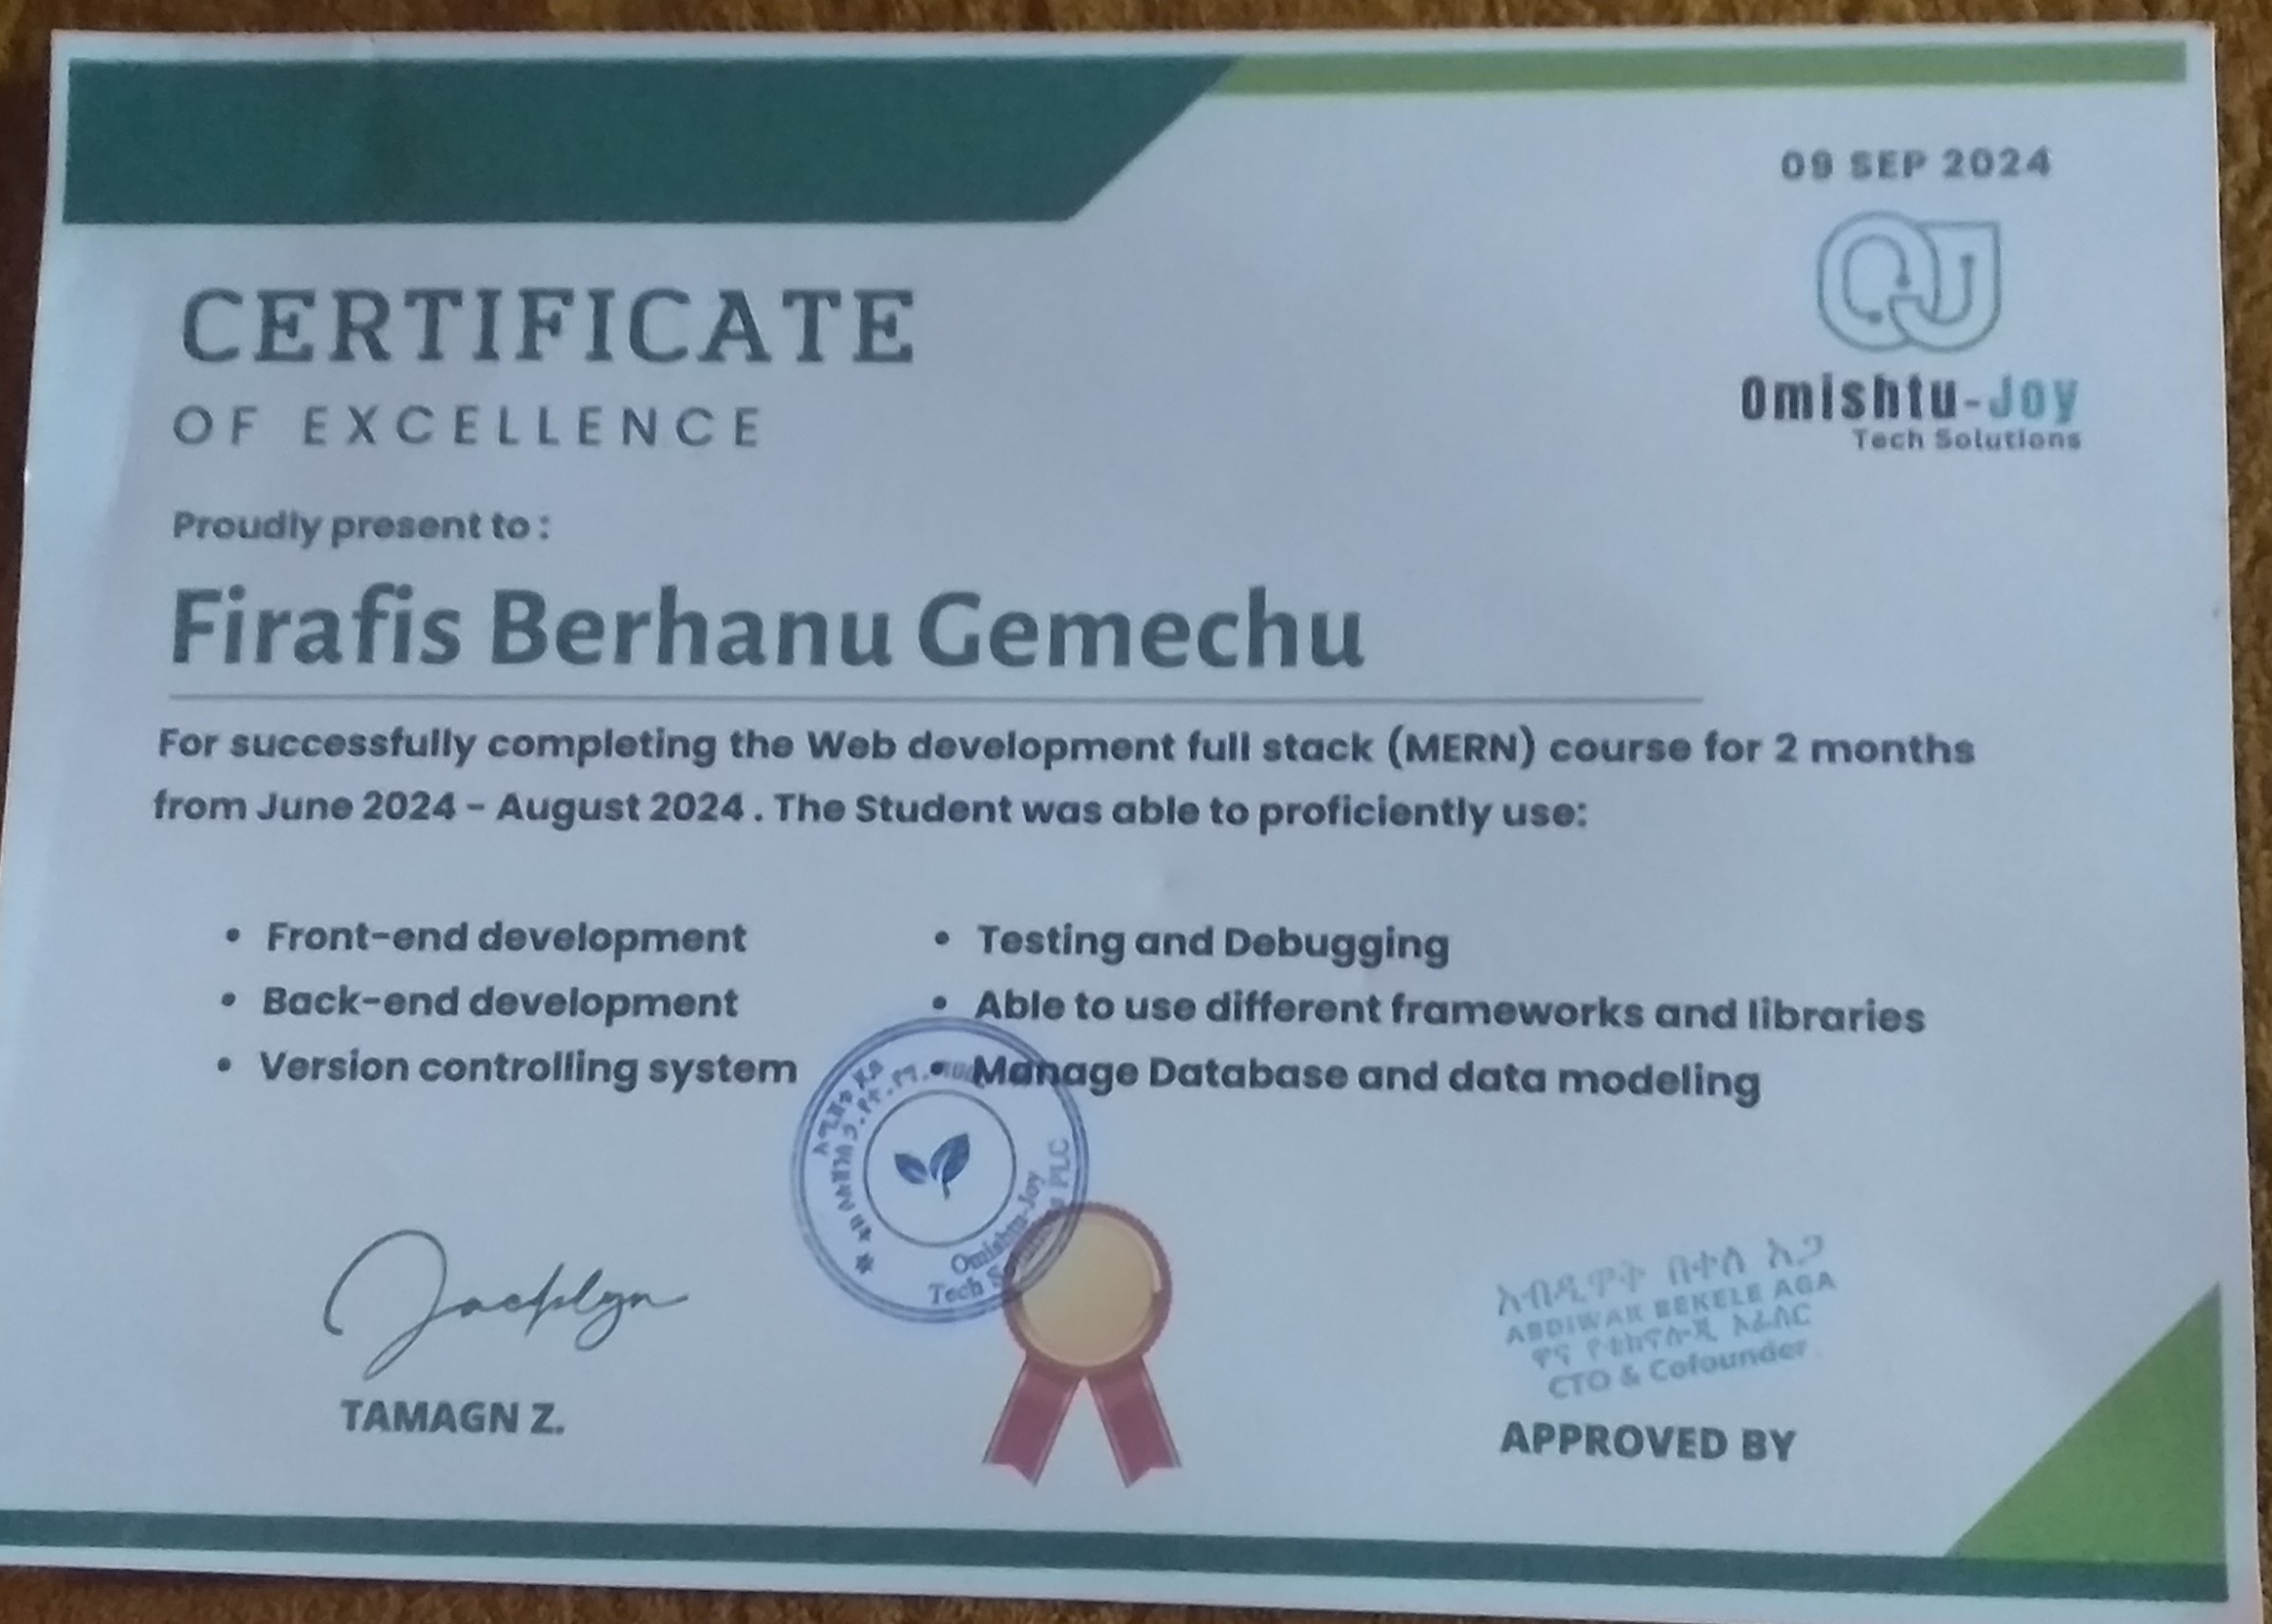 09 SEP 2024
Omishtu-Joy
Tech Solutions
CERTIFICATE
OF EXCELLENCE
Proudly present to :
Firafis Berhanu Gemechu
For successfully completing the Web development full stack (MERN) course for 2 months
from June 2024 - August 2024 . The Student was able to proficiently use:
• Front-end development
• Back-end development
• Version controlling system
• Testing and Debugging
• Able to use different frameworks and libraries
• Manage Database and data modeling
Omishtu-Joy
Tech Solutions PLC
Jacklyn
TAMAGN Z.
በቀለ አጋ
ABDIWAK BEKELE AGA
ዋና የቴክኖሎጂ ኦፊሰር
CTO & Cofounder
APPROVED BY